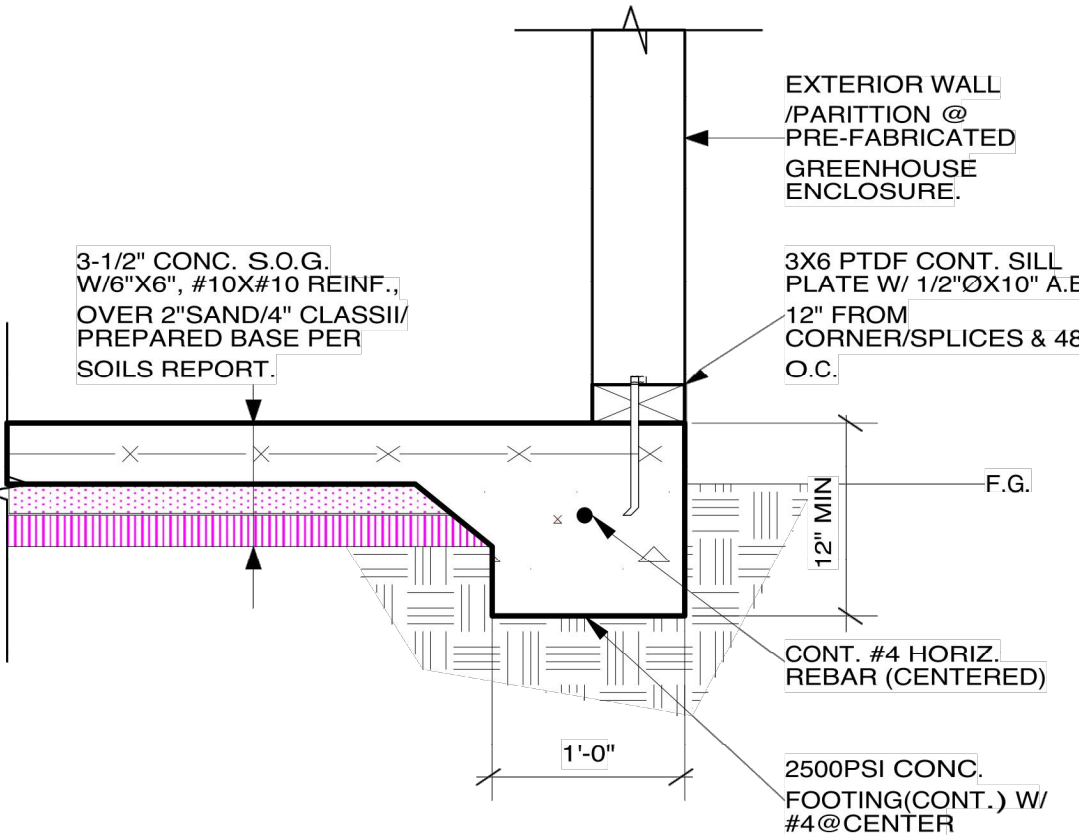 EXTERIOR WALL
/PARITTION @
PRE-FABRICATED
GREENHOUSE
ENCLOSURE.
3-1/2" CONC. S.O.G.
W/6"X6", #10X#10 REINF.,
OVER 2"SAND/4" CLASSII/
PREPARED BASE PER
SOILS REPORT.
3X6 PTDF CONT. SILL
PLATE W/ 1/2"ØX10" A.B
12" FROM
CORNER/SPLICES & 48
O.C.
F.G.
12" MIN
CONT. #4 HORIZ.
REBAR (CENTERED)
1'-0"
2500PSI CONC.
FOOTING(CONT.) W/
#4@CENTER